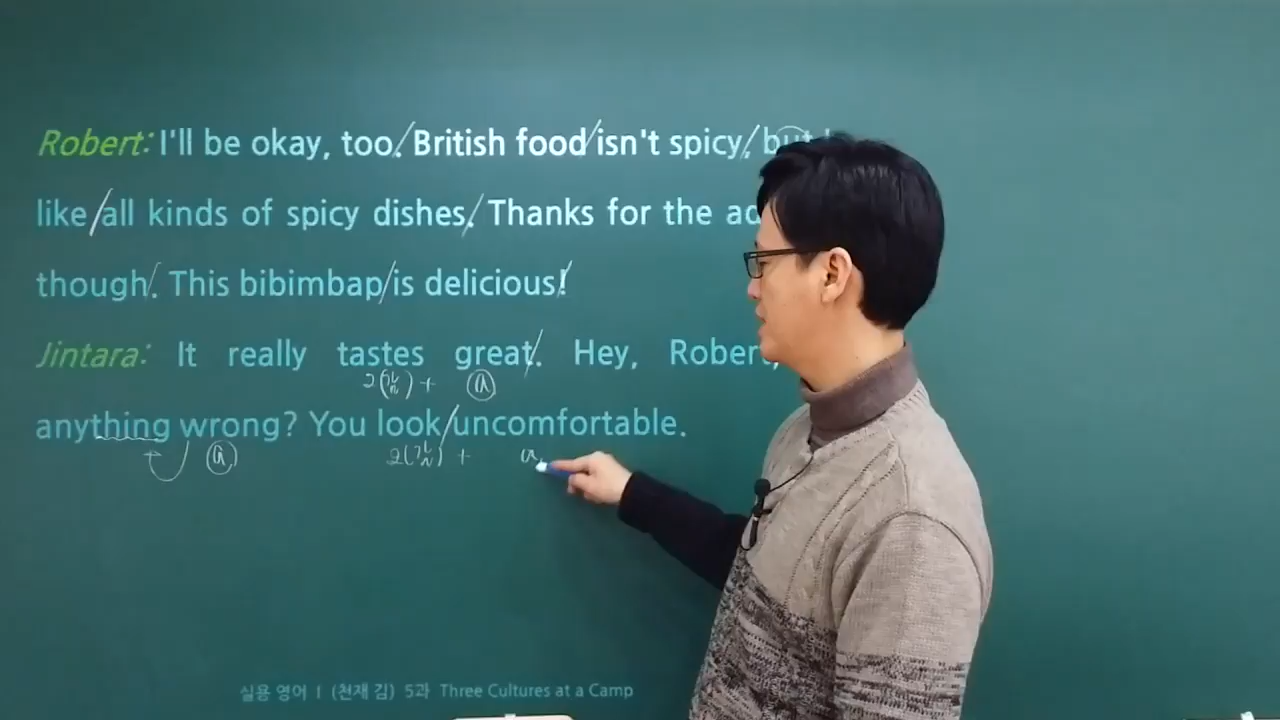 Robert: I'll be okay, too. British food isn't spicy, but
like all kinds of spicy dishes. Thanks for the
though. This bibimbap is delicious!
Jintara: It really tastes great. Hey, Robert,
2( ) + ⓐ
anything wrong? You look uncomfortable.
ⓐ 2( ) + a
실용 영어 I (천재 김) 5과 Three Cultures at a Camp